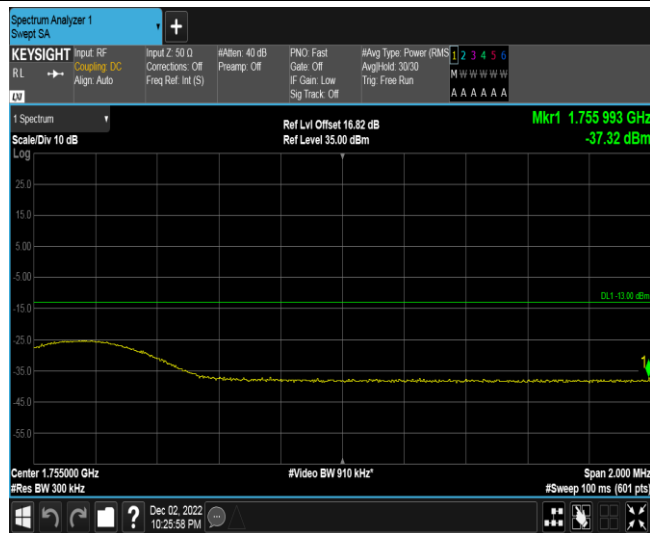 Spectrum Analyzer 1
Swept SA
+
KEYSIGHT
RL
LXI
Input: RF
Coupling: DC
Align: Auto
Input Z: 50 Ω
Corrections: Off
Freq Ref: Int (S)
#Atten: 40 dB
Preamp: Off
PNO: Fast
Gate: Off
IF Gain: Low
Sig Track: Off
#Avg Type: Power (RMS
Avg|Hold: 30/30
Trig: Free Run
1 2 3 4 5 6
M W W W W W
A A A A A A
1 Spectrum
Scale/Div 10 dB
Ref Lvl Offset 16.82 dB
Ref Level 35.00 dBm
Mkr1 1.755 993 GHz
-37.32 dBm
Log
25.0
15.0
5.00
-5.00
DL1 -13.00 dBm
-15.0
-25.0
1
-35.0
-45.0
-55.0
Center 1.755000 GHz
#Video BW 910 kHz*
Span 2.000 MHz
#Res BW 300 kHz
#Sweep 100 ms (601 pts)
?
Dec 02, 2022
10:25:58 PM